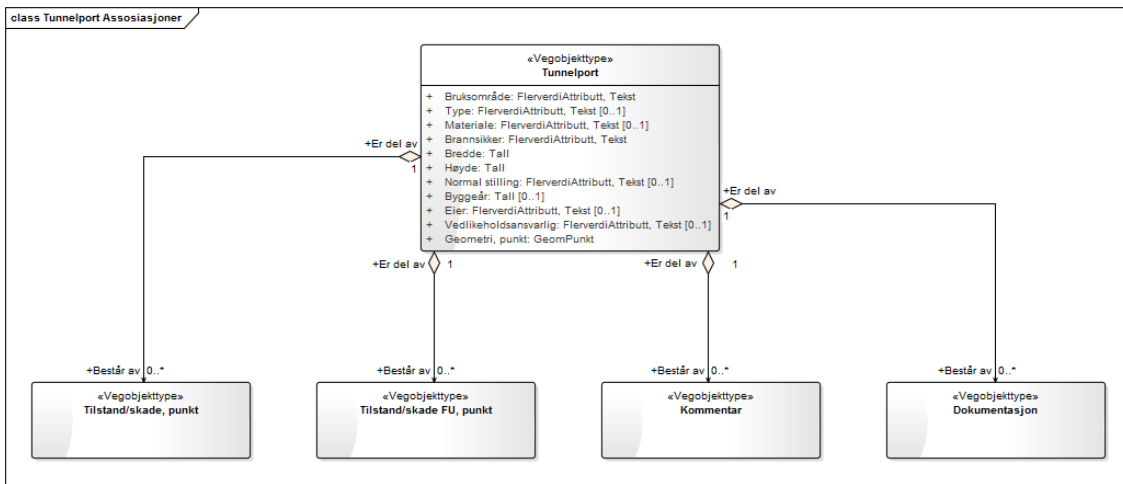 class Tunnelport Assosiasjoner
«Vegobjekttype»
Tunnelport
+ Bruksområde: FlerverdiAttributt, Tekst
+ Type: FlerverdiAttributt, Tekst [0..1]
+ Materiale: FlerverdiAttributt, Tekst [0..1]
+ Brannsikker: FlerverdiAttributt, Tekst
+ Bredde: Tall
+ Høyde: Tall
+ Normal stilling: FlerverdiAttributt, Tekst [0..1]
+ Byggeår: Tall [0..1]
+ Eier: FlerverdiAttributt, Tekst [0..1]
+ Vedlikeholdsansvarlig: FlerverdiAttributt, Tekst [0..1]
+ Geometri, punkt: GeomPunkt
+Er del av
1
+Er del av
1
+Er del av
1
+Er del av
1
+Består av 0..*
+Består av 0..*
+Består av 0..*
+Består av 0..*
«Vegobjekttype»
Tilstand/skade, punkt
«Vegobjekttype»
Tilstand/skade FU, punkt
«Vegobjekttype»
Kommentar
«Vegobjekttype»
Dokumentasjon